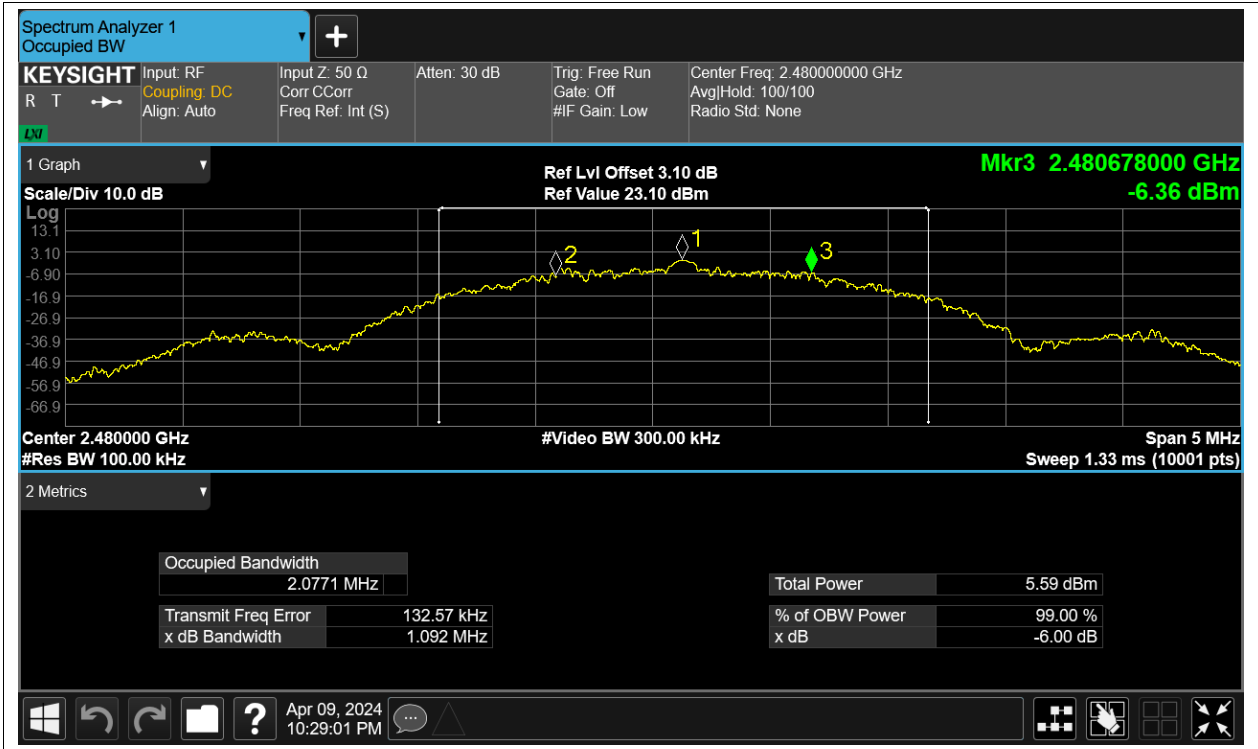 Spectrum Analyzer 1
Occupied BW
+
KEYSIGHT
R T
LXI
Input: RF
Coupling: DC
Align: Auto
Input Z: 50 Ω
Corr CCorr
Freq Ref: Int (S)
Atten: 30 dB
Trig: Free Run
Gate: Off
#IF Gain: Low
Center Freq: 2.480000000 GHz
Avg|Hold: 100/100
Radio Std: None
1 Graph
Scale/Div 10.0 dB
Ref Lvl Offset 3.10 dB
Ref Value 23.10 dBm
Mkr3 2.480678000 GHz
-6.36 dBm
Log
13.1
3.10
-6.90
-16.9
-26.9
-36.9
-46.9
-56.9
-66.9
2
1
3
Center 2.480000 GHz
#Res BW 100.00 kHz
#Video BW 300.00 kHz
Span 5 MHz
Sweep 1.33 ms (10001 pts)
2 Metrics
Occupied Bandwidth
2.0771 MHz
Transmit Freq Error 132.57 kHz
x dB Bandwidth 1.092 MHz
Total Power 5.59 dBm
% of OBW Power 99.00 %
x dB -6.00 dB
?
Apr 09, 2024
10:29:01 PM